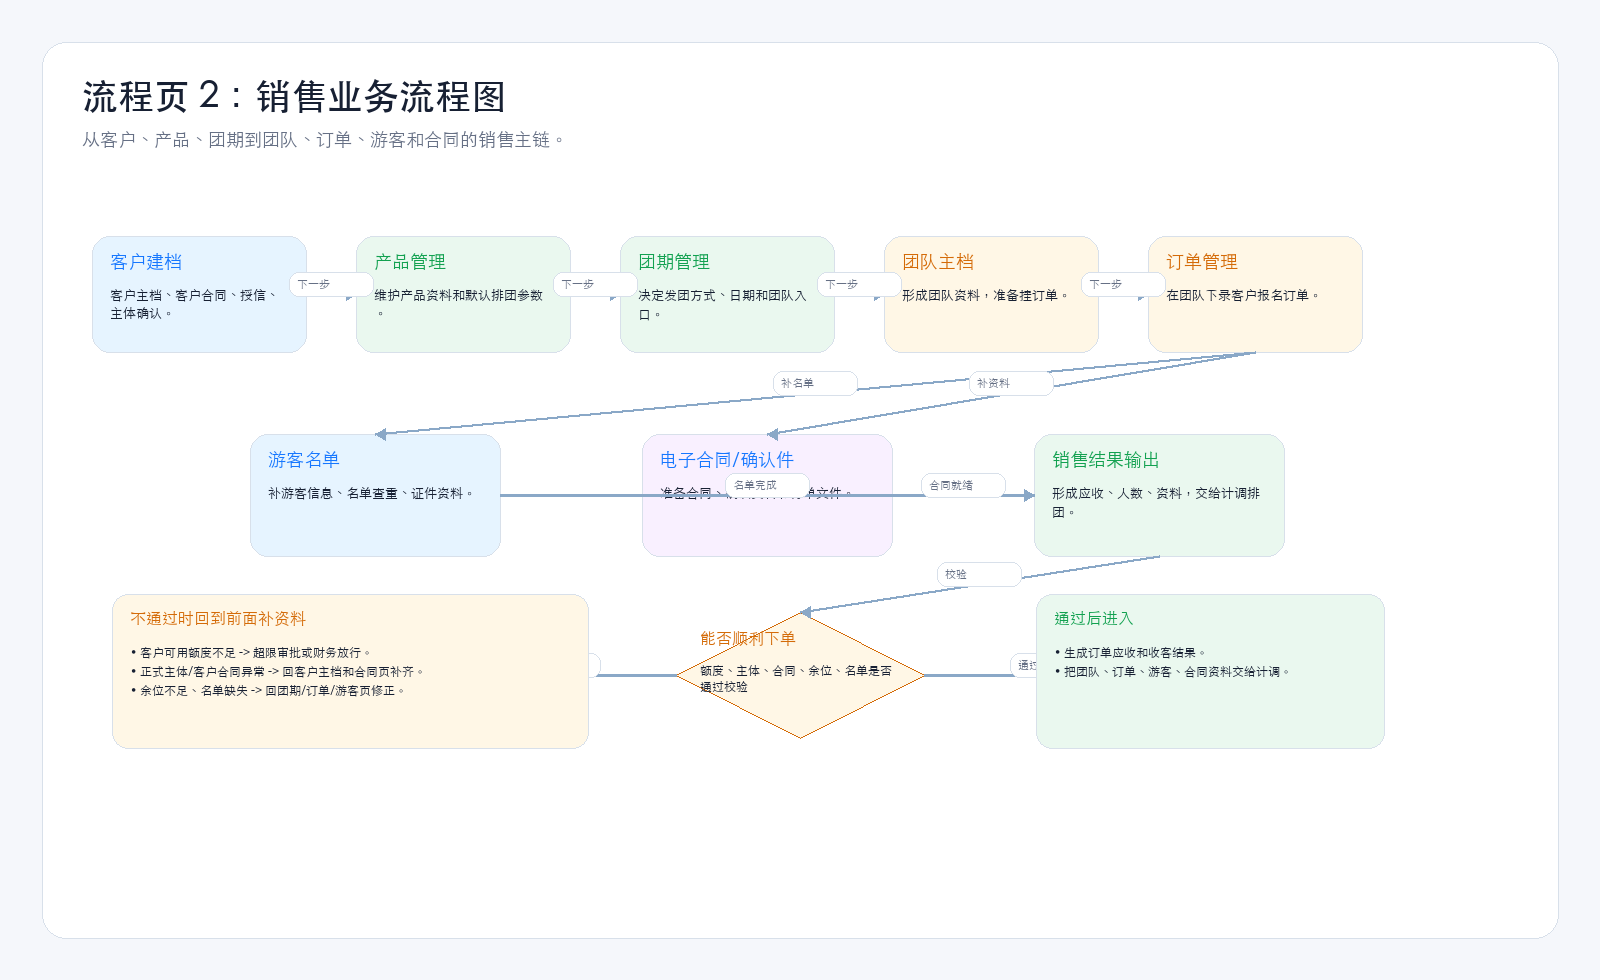 流程页 2：销售业务流程图
从客户、产品、团期到团队、订单、游客和合同的销售主链。
客户建档
客户主档、客户合同、授信、
主体确认。
下一步
产品管理
维护产品资料和默认排团参数
。
下一步
团期管理
决定发团方式、日期和团队入
口。
下一步
团队主档
形成团队资料，准备挂订单。
下一步
订单管理
在团队下录客户报名订单。
补名单
补资料
游客名单
补游客信息、名单查重、证件资料。
电子合同/确认件
准备合同、
单文件。
名单完成
合同就绪
销售结果输出
形成应收、人数、资料，交给计调排
团。
校验
不通过时回到前面补资料
• 客户可用额度不足 -> 超限审批或财务放行。
• 正式主体/客户合同异常 -> 回客户主档和合同页补齐。
• 余位不足、名单缺失 -> 回团期/订单/游客页修正。
能否顺利下单
额度、主体、合同、余位、名单是否
通过校验
通过
通过后进入
• 生成订单应收和收客结果。
• 把团队、订单、游客、合同资料交给计调。